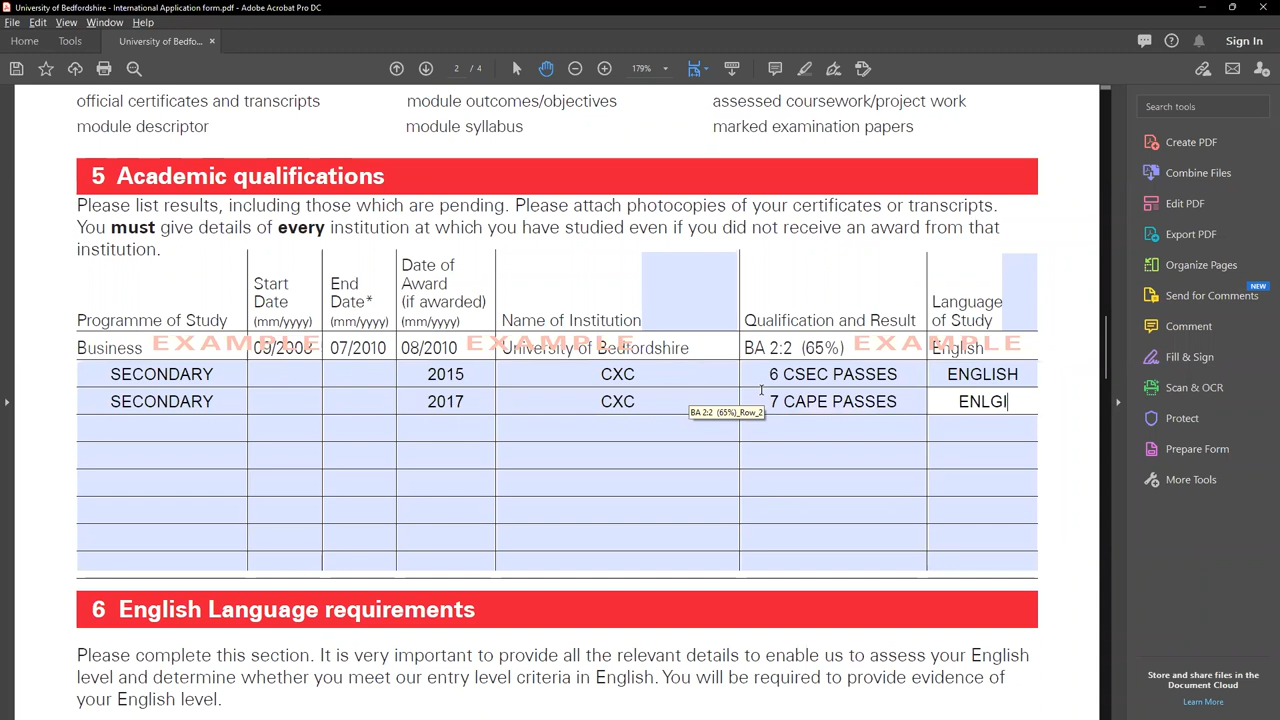 University of Bedfordshire - International Application form.pdf - Adobe Acrobat Pro DC
File Edit View Window Help
Home Tools University of Bedfo... × Sign In
2 / 4 179%
official certificates and transcripts module outcomes/objectives assessed coursework/project work
module descriptor module syllabus marked examination papers
5 Academic qualifications
Please list results, including those which are pending. Please attach photocopies of your certificates or transcripts.
You must give details of every institution at which you have studied even if you did not receive an award from that
institution.
Programme of Study
Start
Date
(mm/yyyy)
End
Date*
(mm/yyyy)
Date of
Award
(if awarded)
(mm/yyyy)
Name of Institution
Qualification and Result
Language
of Study
Business 09/2008 07/2010 08/2010 University of Bedfordshire BA 2:2 (65%) English
EXAMPLE EXAMPLE EXAMPLE
SECONDARY 2015 CXC 6 CSEC PASSES ENGLISH
SECONDARY 2017 CXC 7 CAPE PASSES ENLGI
BA 2:2 (65%)_Row_2
6 English Language requirements
Please complete this section. It is very important to provide all the relevant details to enable us to assess your English
level and determine whether you meet our entry level criteria in English. You will be required to provide evidence of
your English level.
Search tools
Create PDF
Combine Files
Edit PDF
Export PDF
Organize Pages
Send for Comments NEW
Comment
Fill & Sign
Scan & OCR
Protect
Prepare Form
More Tools
Store and share files in the
Document Cloud
Learn More